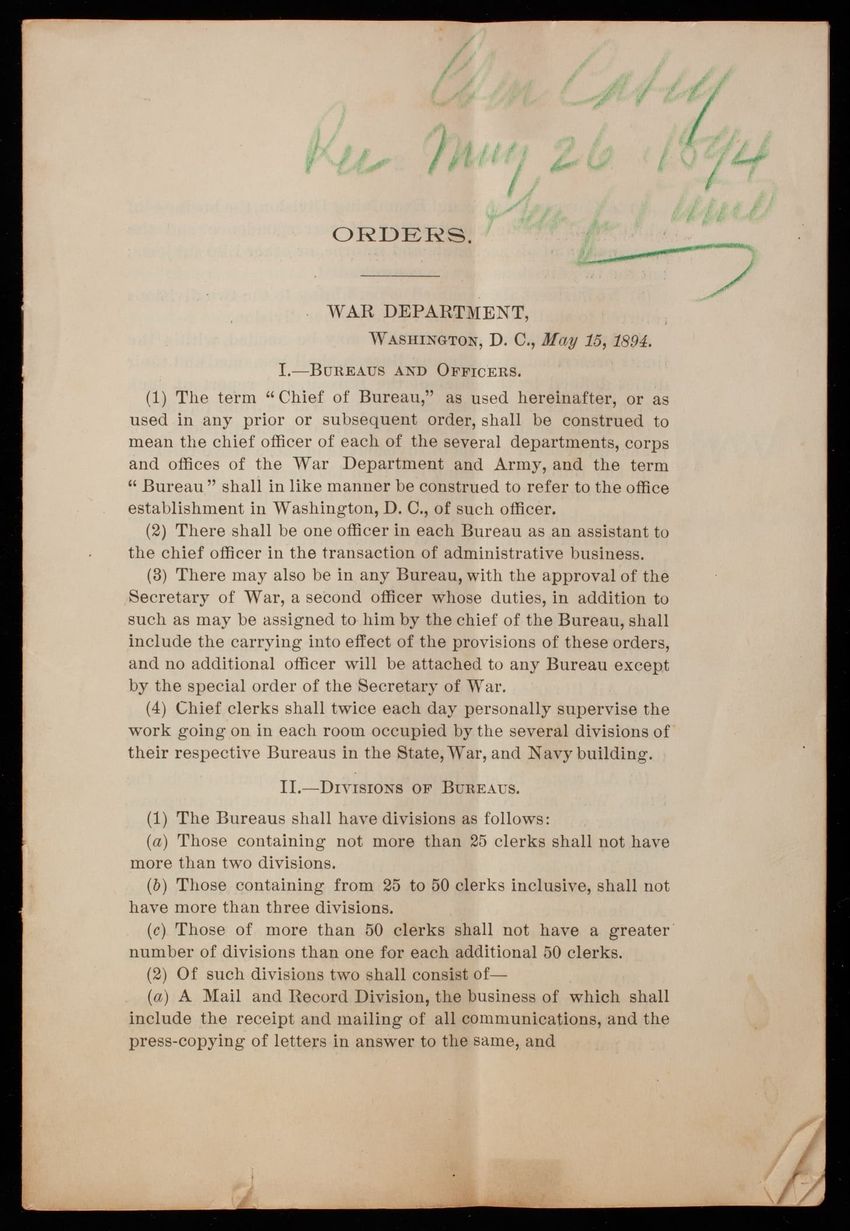 Gen Casey
Rec May 26 1894
ORDERS.
WAR DEPARTMENT,
WASHINGTON, D. C., May 15, 1894.
I.—BUREAUS AND OFFICERS.
(1) The term “Chief of Bureau,” as used hereinafter, or as
used in any prior or subsequent order, shall be construed to
mean the chief officer of each of the several departments, corps
and offices of the War Department and Army, and the term
“Bureau” shall in like manner be construed to refer to the office
establishment in Washington, D. C., of such officer.
(2) There shall be one officer in each Bureau as an assistant to
the chief officer in the transaction of administrative business.
(3) There may also be in any Bureau, with the approval of the
Secretary of War, a second officer whose duties, in addition to
such as may be assigned to him by the chief of the Bureau, shall
include the carrying into effect of the provisions of these orders,
and no additional officer will be attached to any Bureau except
by the special order of the Secretary of War.
(4) Chief clerks shall twice each day personally supervise the
work going on in each room occupied by the several divisions of
their respective Bureaus in the State, War, and Navy building.
II.—DIVISIONS OF BUREAUS.
(1) The Bureaus shall have divisions as follows:
(a) Those containing not more than 25 clerks shall not have
more than two divisions.
(b) Those containing from 25 to 50 clerks inclusive, shall not
have more than three divisions.
(c) Those of more than 50 clerks shall not have a greater
number of divisions than one for each additional 50 clerks.
(2) Of such divisions two shall consist of—
(a) A Mail and Record Division, the business of which shall
include the receipt and mailing of all communications, and the
press-copying of letters in answer to the same, and